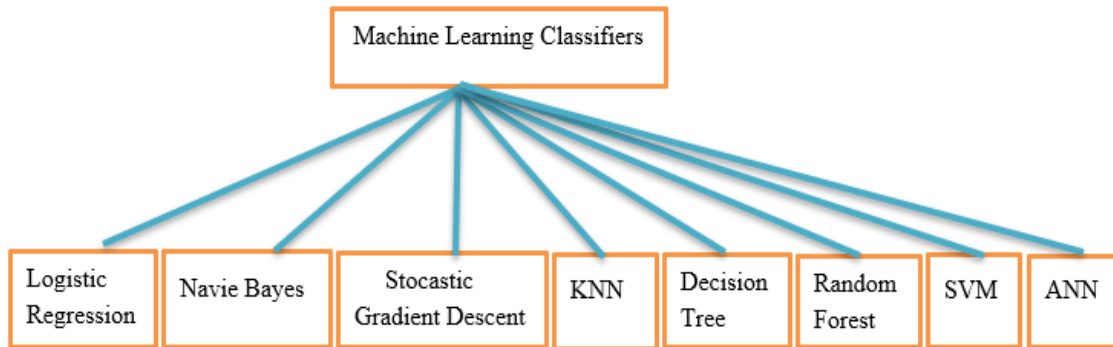 Machine Learning Classifiers
Logistic
Regression
Navie Bayes
Stocastic
Gradient Descent
KNN
Decision
Tree
Random
Forest
SVM
ANN